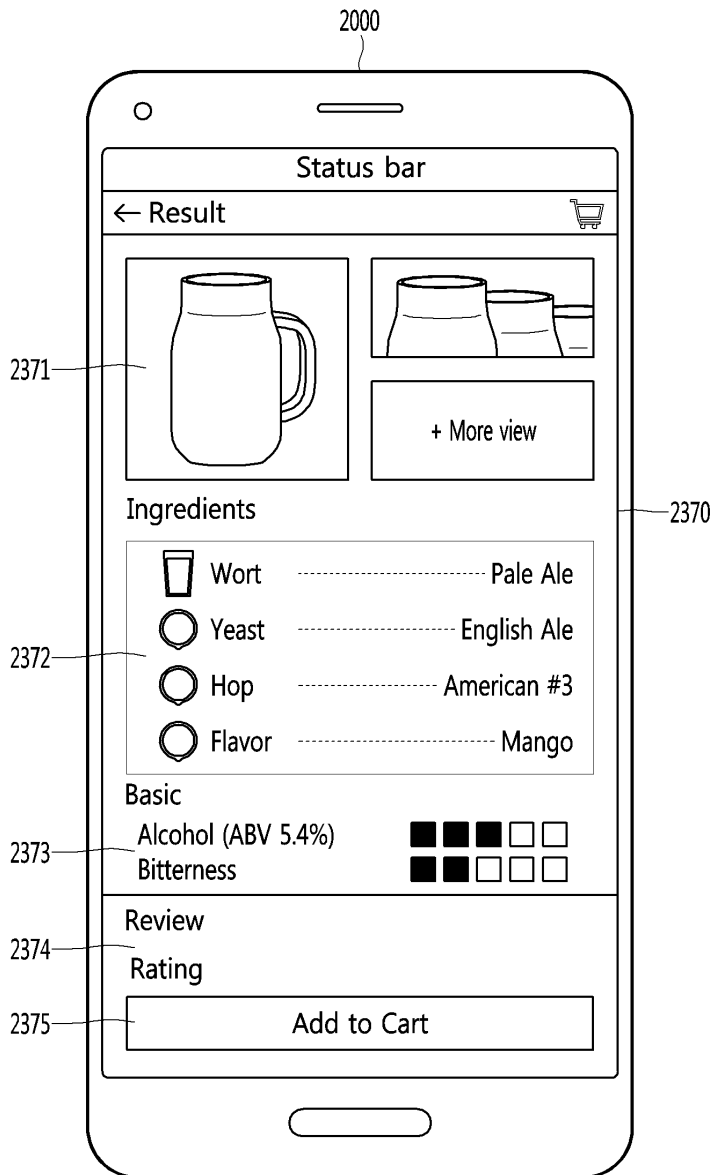 2000
Status bar
← Result
2371
+ More view
Ingredients
2370
Wort Pale Ale
Yeast English Ale
2372
Hop American #3
Flavor Mango
Basic
Alcohol (ABV 5.4%)
2373
Bitterness
Review
2374
Rating
2375
Add to Cart